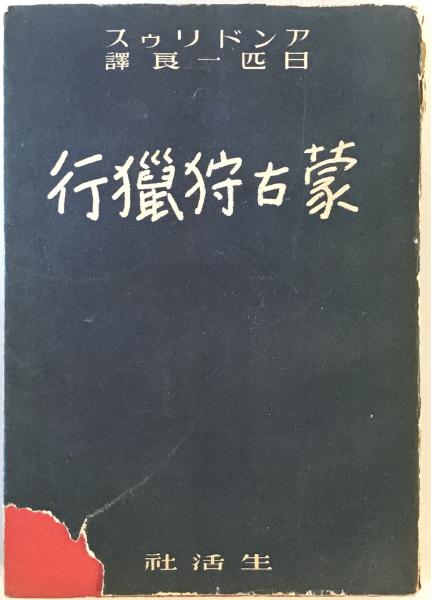 アンドリゥス
日匹一良譯
蒙古狩獵行
生活社